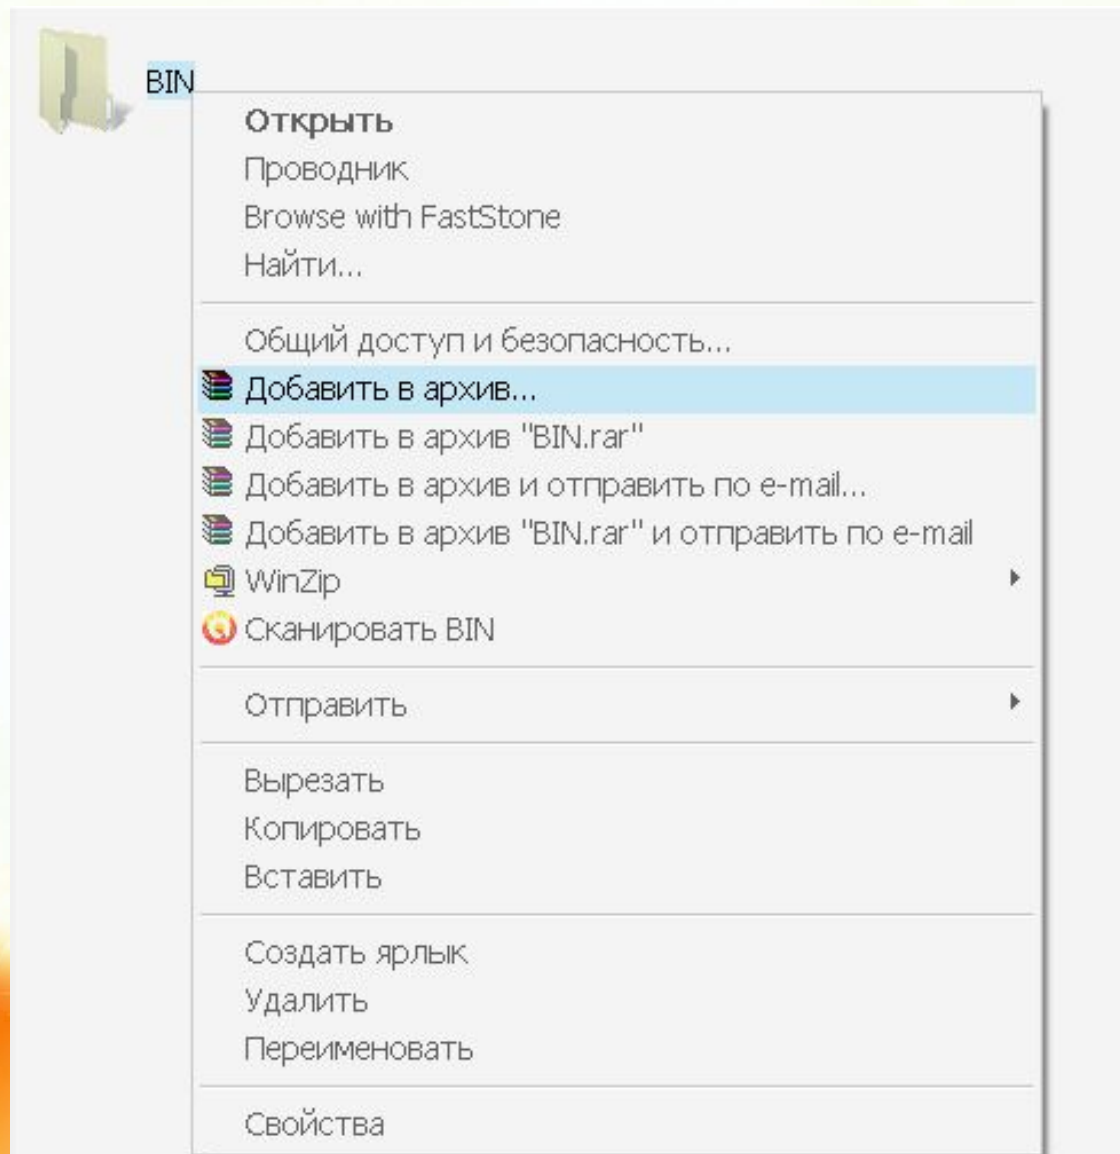 BIN
Открыть
Проводник
Browse with FastStone
Найти...
Общий доступ и безопасность...
Добавить в архив...
Добавить в архив "BIN.rar"
Добавить в архив и отправить по e-mail...
Добавить в архив "BIN.rar" и отправить по e-mail
WinZip
Сканировать BIN
Отправить
Вырезать
Копировать
Вставить
Создать ярлык
Удалить
Переименовать
Свойства